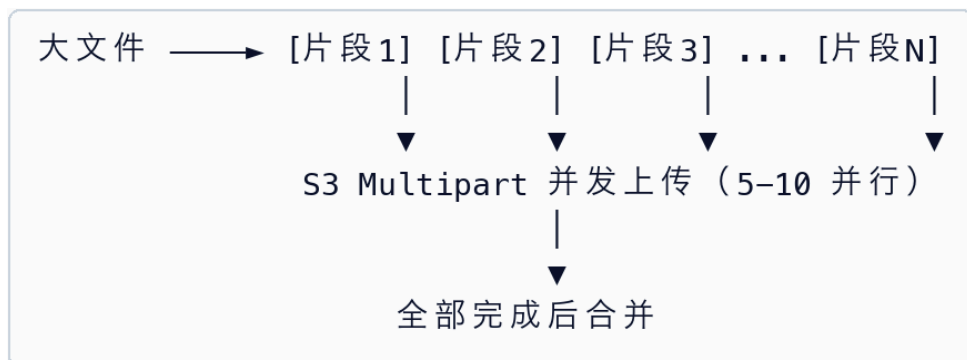 大文件 ──► [片段1] [片段2] [片段3] ... [片段N]
S3 Multipart 并发上传（5-10 并行）
全部完成后合并